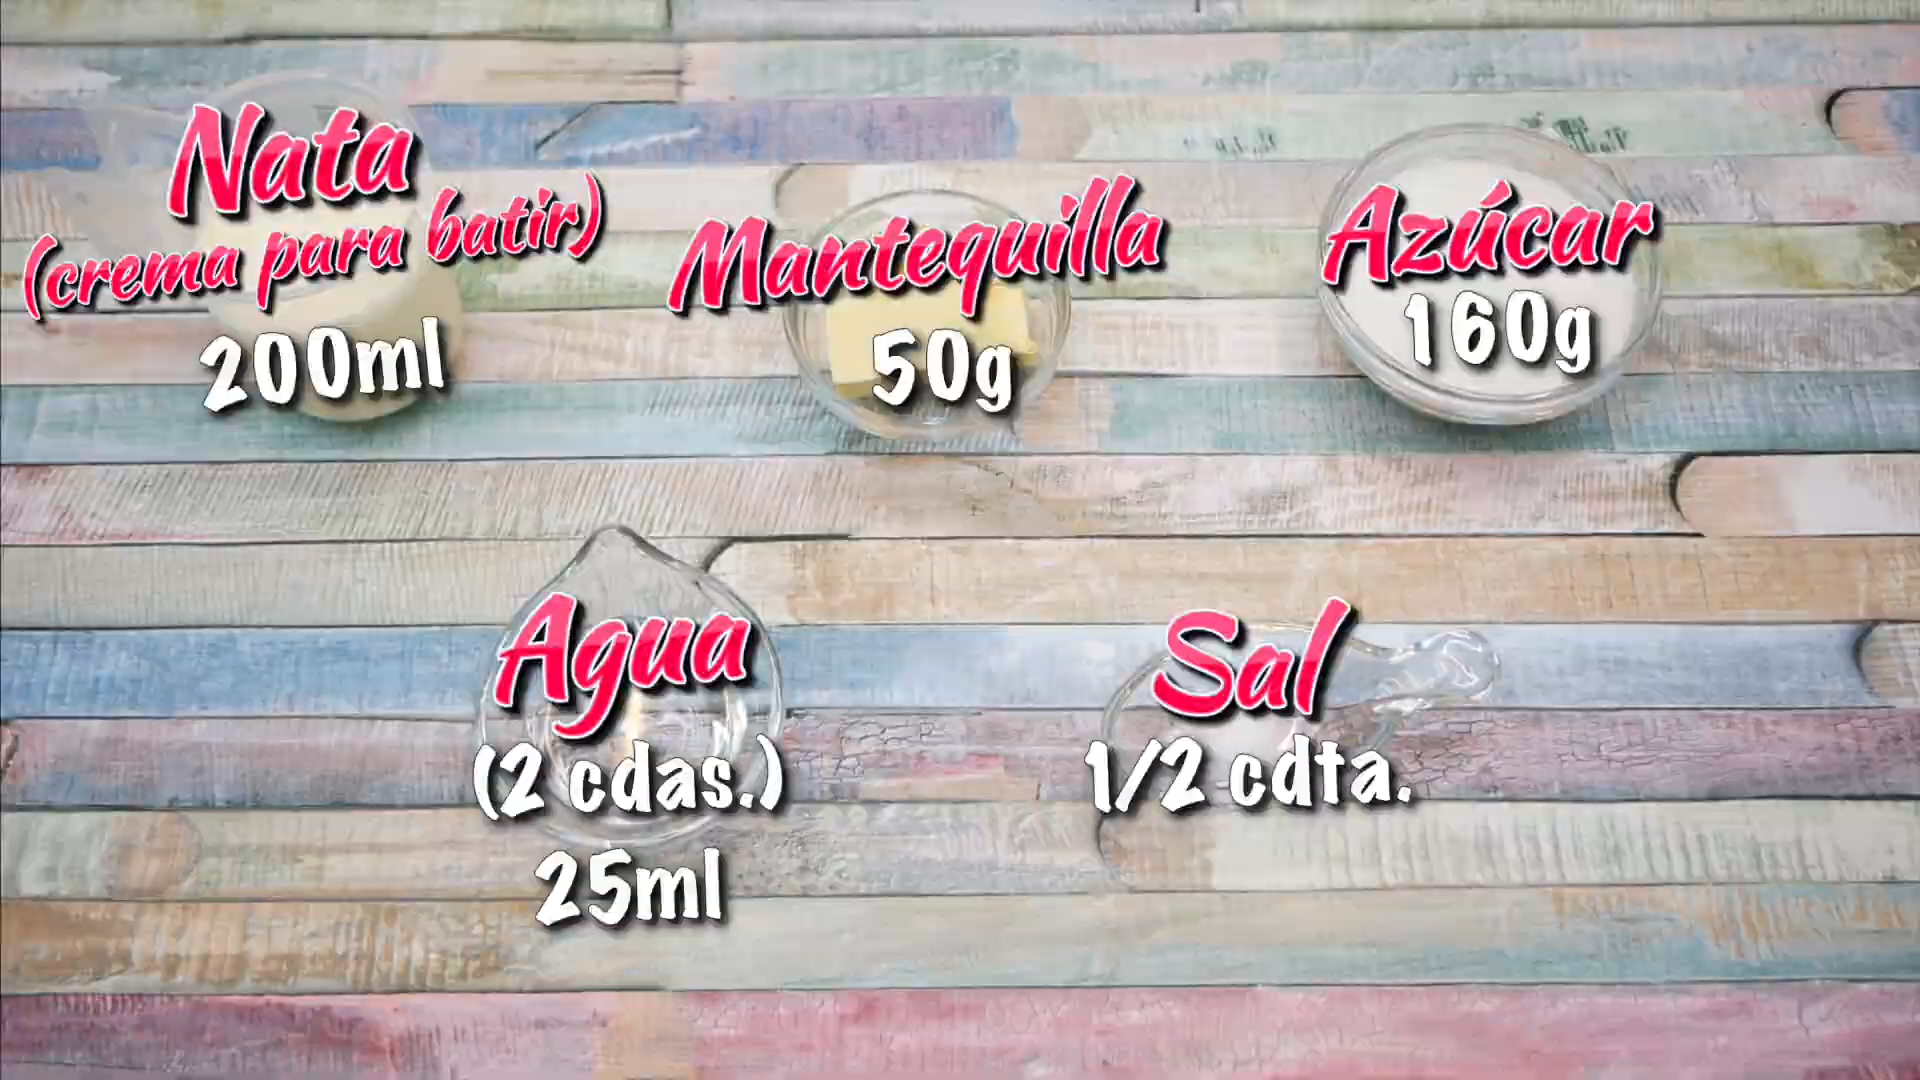 Nata
(crema para batir)
200ml
Mantequilla
50g
Azúcar
160g
Agua
(2 cdas.)
25ml
Sal
1/2 cdta.